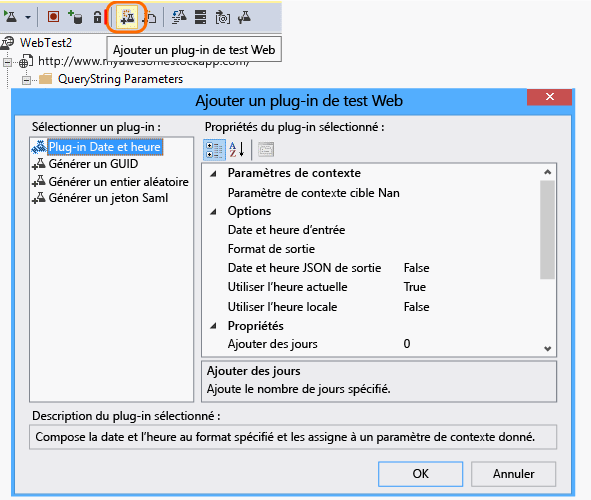 WebTest2
Ajouter un plug-in de test Web
http://www.myawesomestockapp.com/
QueryString Parameters
Ajouter un plug-in de test Web
Sélectionner un plug-in :
Propriétés du plug-in sélectionné :
Plug-in Date et heure
Générer un GUID
Générer un entier aléatoire
Générer un jeton Saml
Paramètres de contexte
Paramètre de contexte cible Nan
Options
Date et heure d'entrée
Format de sortie
Date et heure JSON de sortie False
Utiliser l'heure actuelle True
Utiliser l'heure locale False
Propriétés
Ajouter des jours 0
Ajouter des jours
Ajoute le nombre de jours spécifié.
Description du plug-in sélectionné :
Compose la date et l'heure au format spécifié et les assigne à un paramètre de contexte donné.
OK Annuler